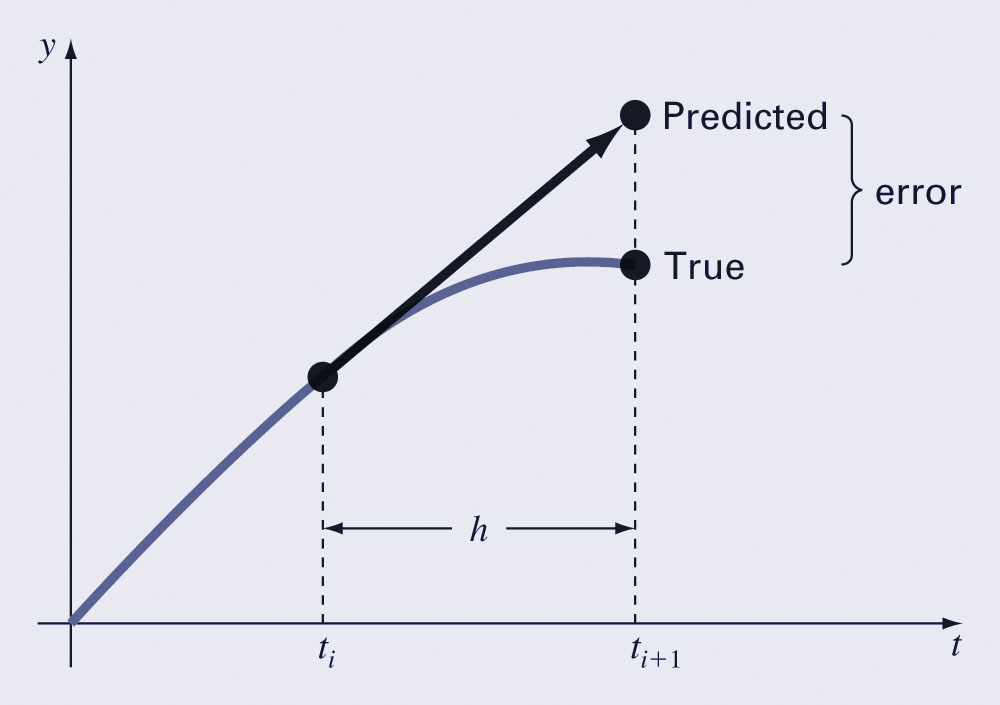 y
Predicted
error
True
h
t_i
t_{i+1}
t